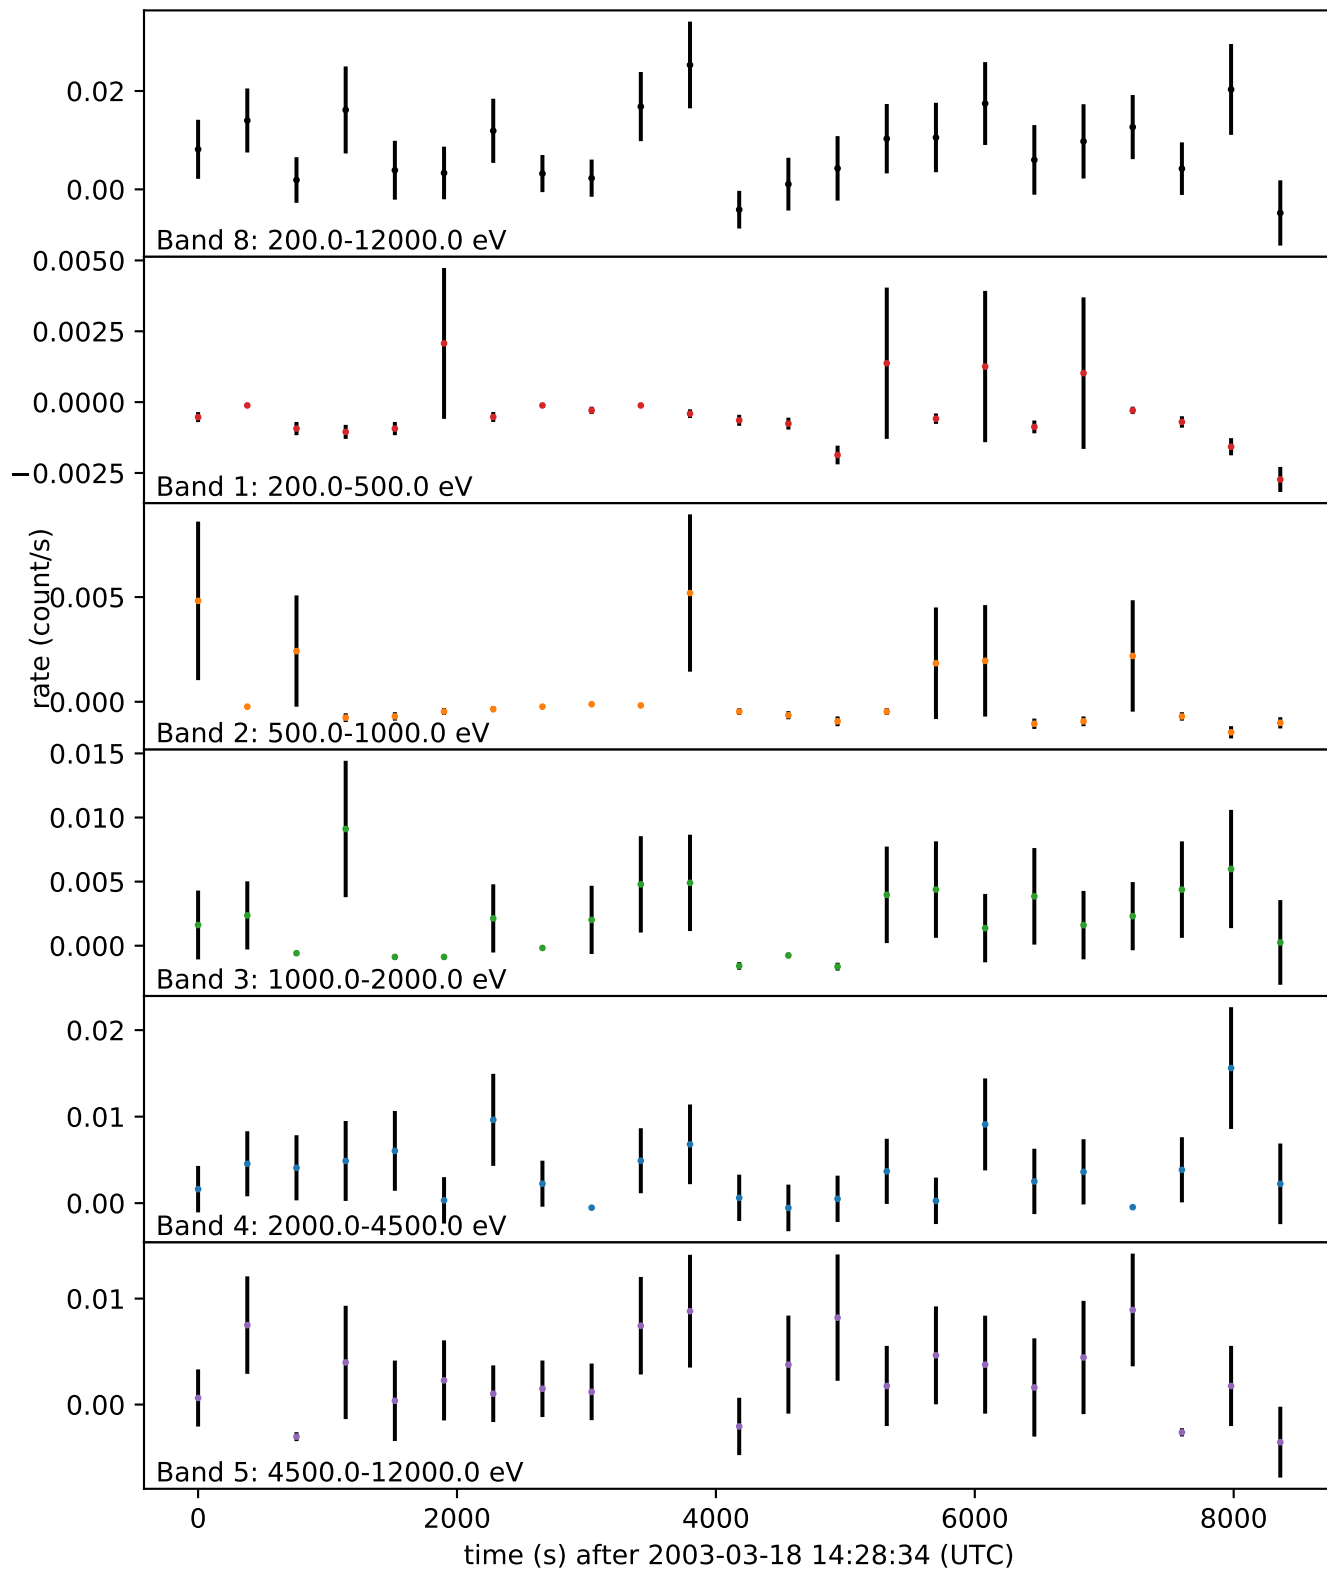 0.02
0.00
Band 8: 200.0-12000.0 eV
0.0050
0.0025
0.0000
−0.0025
Band 1: 200.0-500.0 eV
rate (count/s)
0.005
0.000
Band 2: 500.0-1000.0 eV
0.015
0.010
0.005
0.000
Band 3: 1000.0-2000.0 eV
0.02
0.01
0.00
Band 4: 2000.0-4500.0 eV
0.01
0.00
Band 5: 4500.0-12000.0 eV
0 2000 4000 6000 8000
time (s) after 2003-03-18 14:28:34 (UTC)